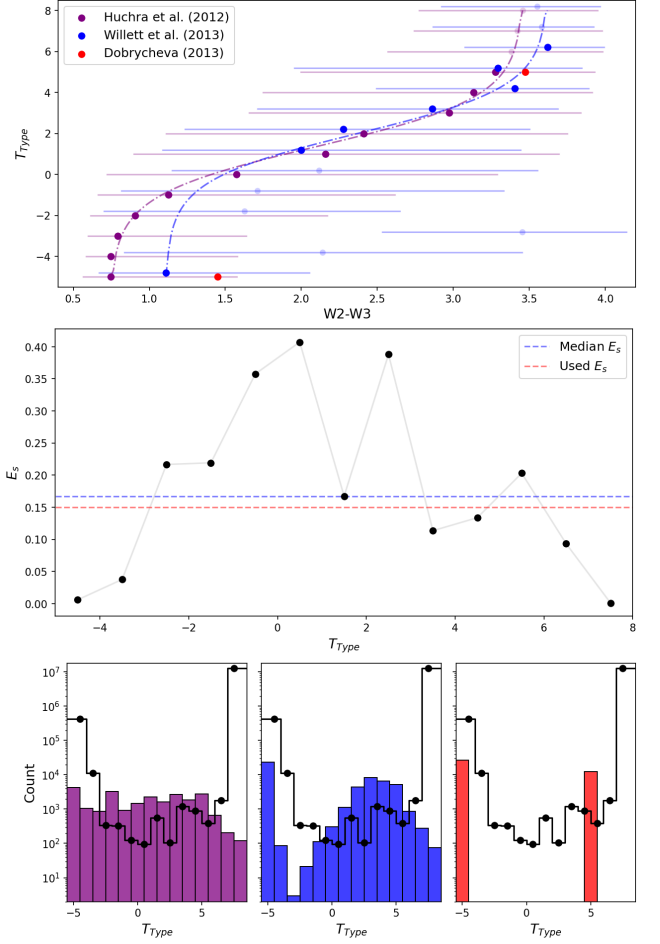 Huchra et al. (2012)
Willett et al. (2013)
Dobrycheva (2013)
8
6
4
2
0
−2
−4
T_Type
0.5 1.0 1.5 2.0 2.5 3.0 3.5 4.0
W2-W3
Median E_s
Used E_s
0.40
0.35
0.30
0.25
0.20
0.15
0.10
0.05
0.00
E_s
−4 −2 0 2 4 6 8
T_Type
10^7
10^6
10^5
10^4
10^3
10^2
10^1
Count
−5 0 5 −5 0 5 −5 0 5
T_Type T_Type T_Type